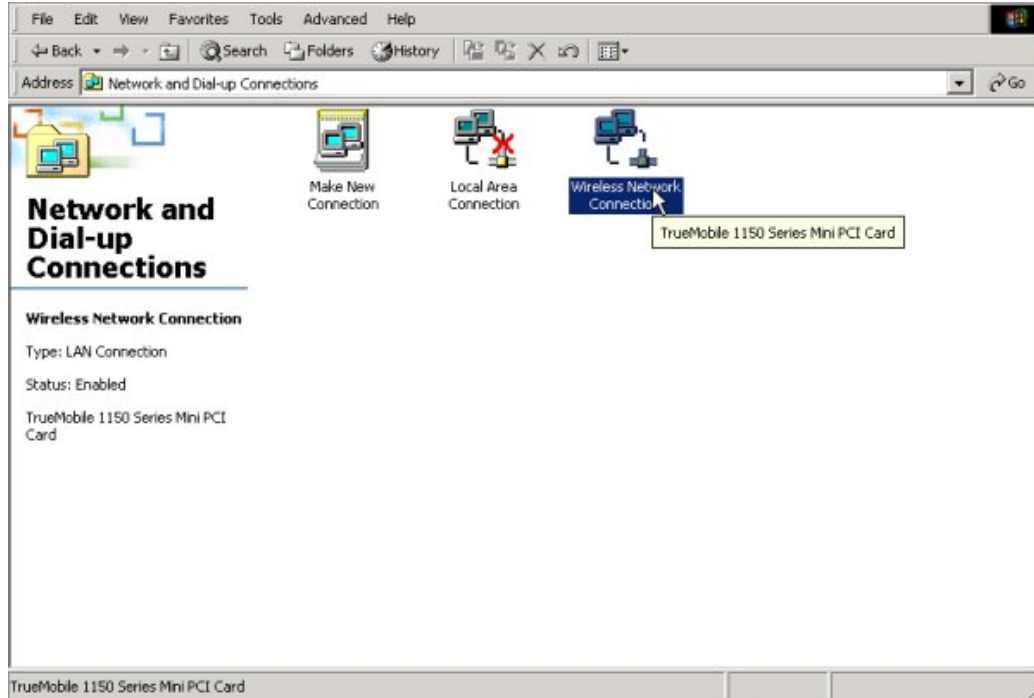 File Edit View Favorites Tools Advanced Help
Back Search Folders History
Address Network and Dial-up Connections Go
Network and
Dial-up
Connections
Wireless Network Connection
Type: LAN Connection
Status: Enabled
TrueMobile 1150 Series Mini PCI
Card
Make New
Connection
Local Area
Connection
Wireless Network
Connection
TrueMobile 1150 Series Mini PCI Card
TrueMobile 1150 Series Mini PCI Card